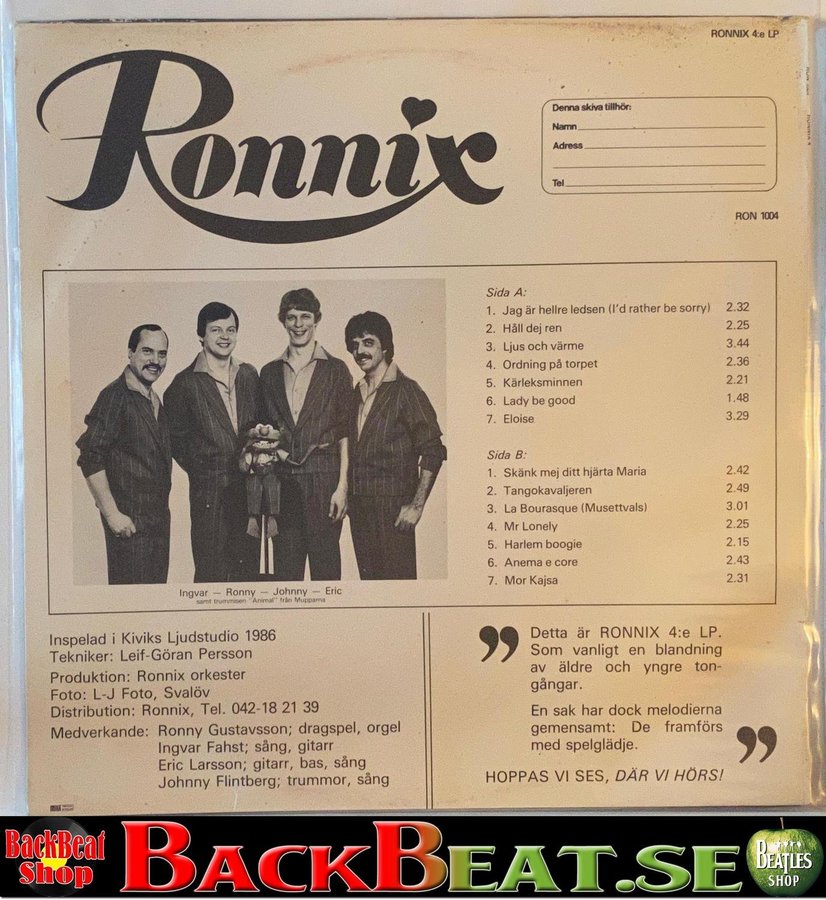 RONNIX 4:e LP
Ronnix
Denna skiva tillhör:
Namn
Adress
Tel
RON 1004
Sida A:
1. Jag är hellre ledsen (I'd rather be sorry) 2.32
2. Håll dej ren 2.25
3. Ljus och värme 3.44
4. Ordning på torpet 2.36
5. Kärleksminnen 2.21
6. Lady be good 1.48
7. Eloise 3.29
Sida B:
1. Skänk mej ditt hjärta Maria 2.42
2. Tangokavaljeren 2.49
3. La Bourasque (Musettvals) 3.01
4. Mr Lonely 2.25
5. Harlem boogie 2.15
6. Anema e core 2.43
7. Mor Kajsa 2.31
Ingvar — Ronny — Johnny — Eric
samt trummisen "Animal" från Mupparna
Inspelad i Kiviks Ljudstudio 1986
Tekniker: Leif-Göran Persson
Produktion: Ronnix orkester
Foto: L-J Foto, Svalöv
Distribution: Ronnix, Tel. 042-18 21 39
Medverkande: Ronny Gustavsson; dragspel, orgel
Ingvar Fahst; sång, gitarr
Eric Larsson; gitarr, bas, sång
Johnny Flintberg; trummor, sång
” Detta är RONNIX 4:e LP.
Som vanligt en blandning
av äldre och yngre ton-
gångar.
En sak har dock melodierna
gemensamt: De framförs
med spelglädje. ”
HOPPAS VI SES, DÄR VI HÖRS!
BackBeat
Shop
BACKBEAT.SE
BEATLES
SHOP